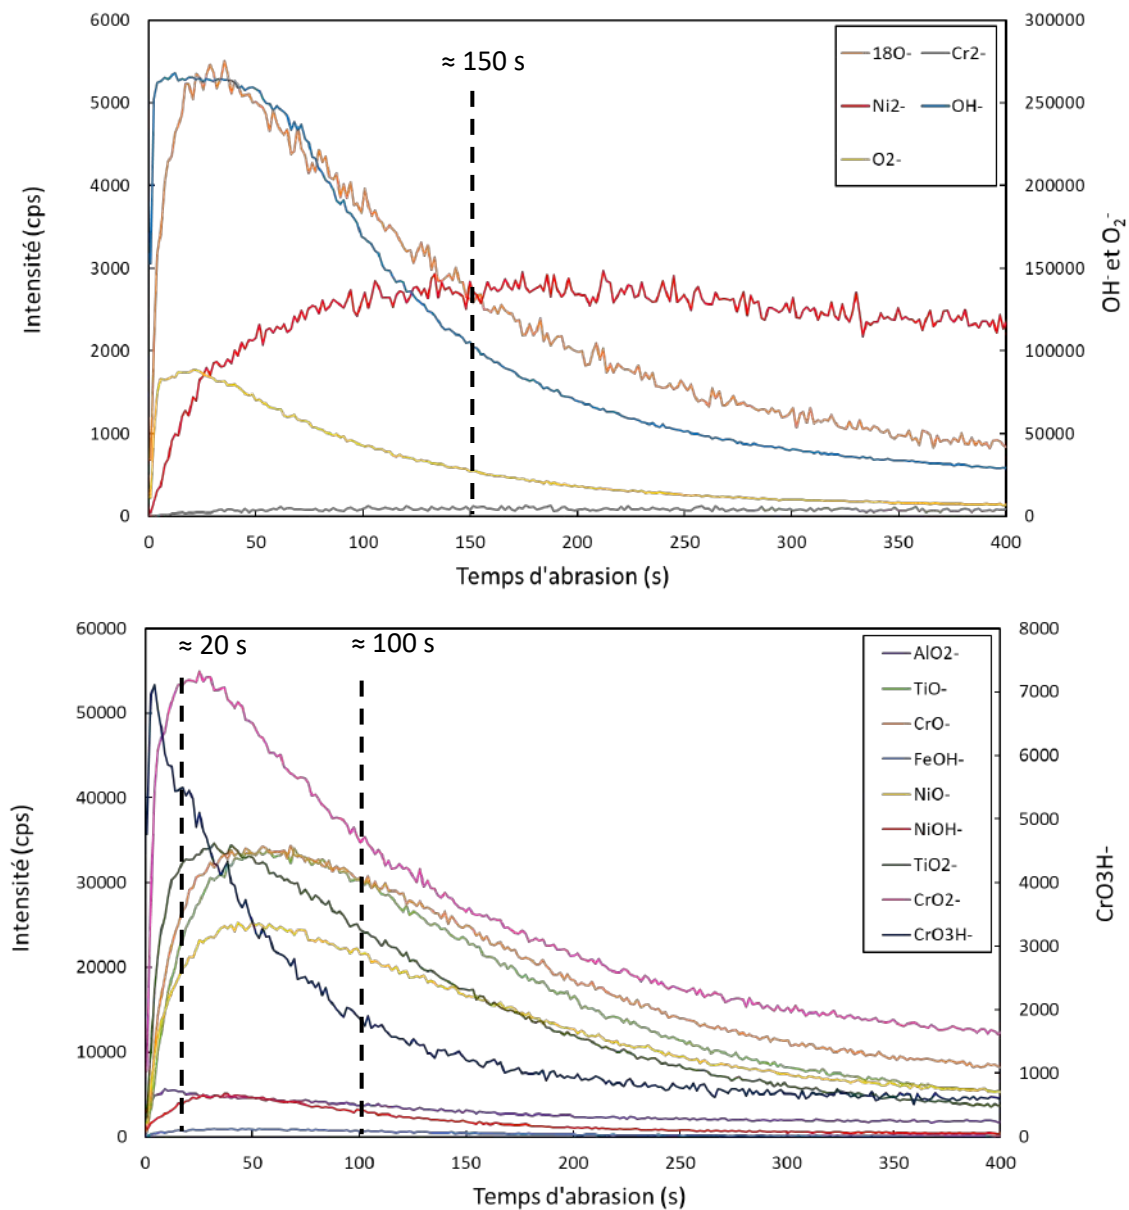 6000
5000
4000
3000
2000
1000
0
Intensité (cps)
≈ 150 s
18O-
Cr2-
Ni2-
OH-
O2-
300000
250000
200000
150000
100000
50000
0
OH⁻ et O₂⁻
0 50 100 150 200 250 300 350 400
Temps d'abrasion (s)
60000
50000
40000
30000
20000
10000
0
Intensité (cps)
≈ 20 s
≈ 100 s
AlO2-
TiO-
CrO-
FeOH-
NiO-
NiOH-
TiO2-
CrO2-
CrO3H-
8000
7000
6000
5000
4000
3000
2000
1000
0
CrO3H-
0 50 100 150 200 250 300 350 400
Temps d'abrasion (s)